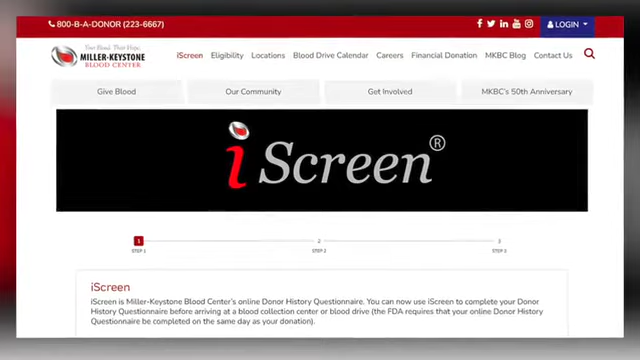 800-B-A-DONOR (223-6667)
LOGIN
Your Blood. Their Hope.
MILLER-KEYSTONE
BLOOD CENTER
iScreen Eligibility Locations Blood Drive Calendar Careers Financial Donation MKBC Blog Contact Us
Give Blood Our Community Get Involved MKBC's 50th Anniversary
iScreen®
1 2 3
STEP 1 STEP 2 STEP 3
iScreen
iScreen is Miller-Keystone Blood Center's online Donor History Questionnaire. You can now use iScreen to complete your Donor
History Questionnaire before arriving at a blood collection center or blood drive (the FDA requires that your online Donor History
Questionnaire be completed on the same day as your donation).